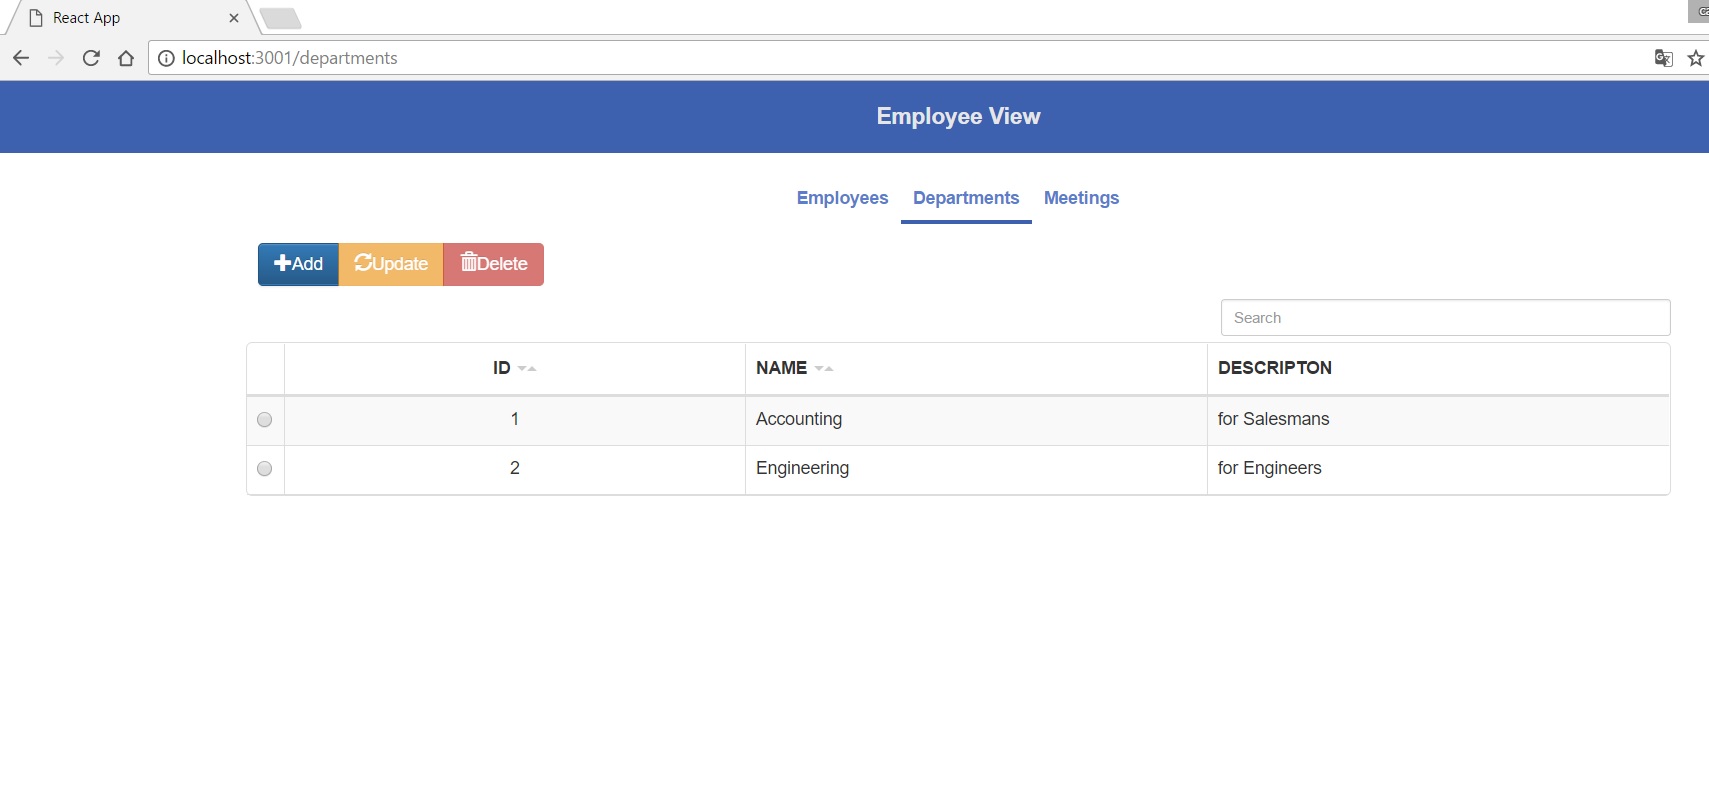 React App
localhost:3001/departments
Employee View
Employees Departments Meetings
Add Update Delete
Search
ID NAME DESCRIPTON
1 Accounting for Salesmans
2 Engineering for Engineers